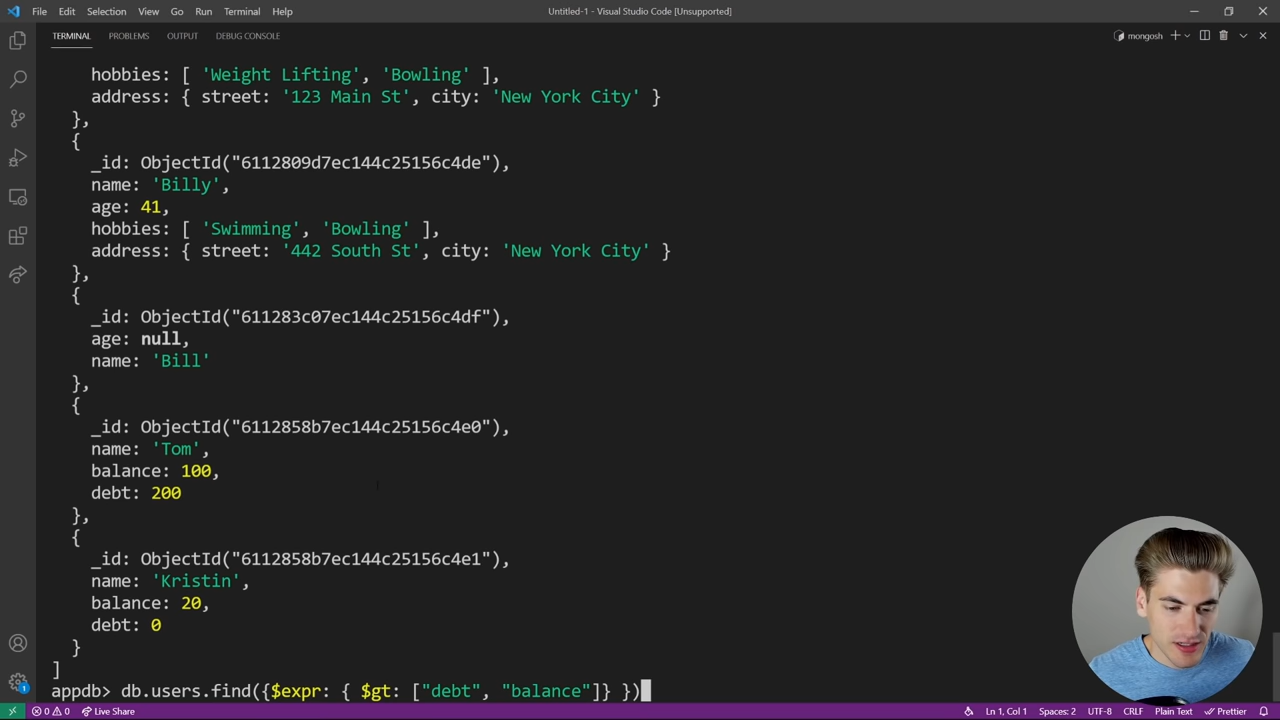 File Edit Selection View Go Run Terminal Help Untitled-1 - Visual Studio Code [Unsupported]
TERMINAL PROBLEMS OUTPUT DEBUG CONSOLE mongosh
hobbies: [ 'Weight Lifting', 'Bowling' ],
address: { street: '123 Main St', city: 'New York City' }
},
{
_id: ObjectId("6112809d7ec144c25156c4de"),
name: 'Billy',
age: 41,
hobbies: [ 'Swimming', 'Bowling' ],
address: { street: '442 South St', city: 'New York City' }
},
{
_id: ObjectId("611283c07ec144c25156c4df"),
age: null,
name: 'Bill'
},
{
_id: ObjectId("6112858b7ec144c25156c4e0"),
name: 'Tom',
balance: 100,
debt: 200
},
{
_id: ObjectId("6112858b7ec144c25156c4e1"),
name: 'Kristin',
balance: 20,
debt: 0
}
]
appdb> db.users.find({$expr: { $gt: ["debt", "balance"]} })
1
0 0 Live Share Ln 1, Col 1 Spaces: 2 UTF-8 CRLF Plain Text Prettier